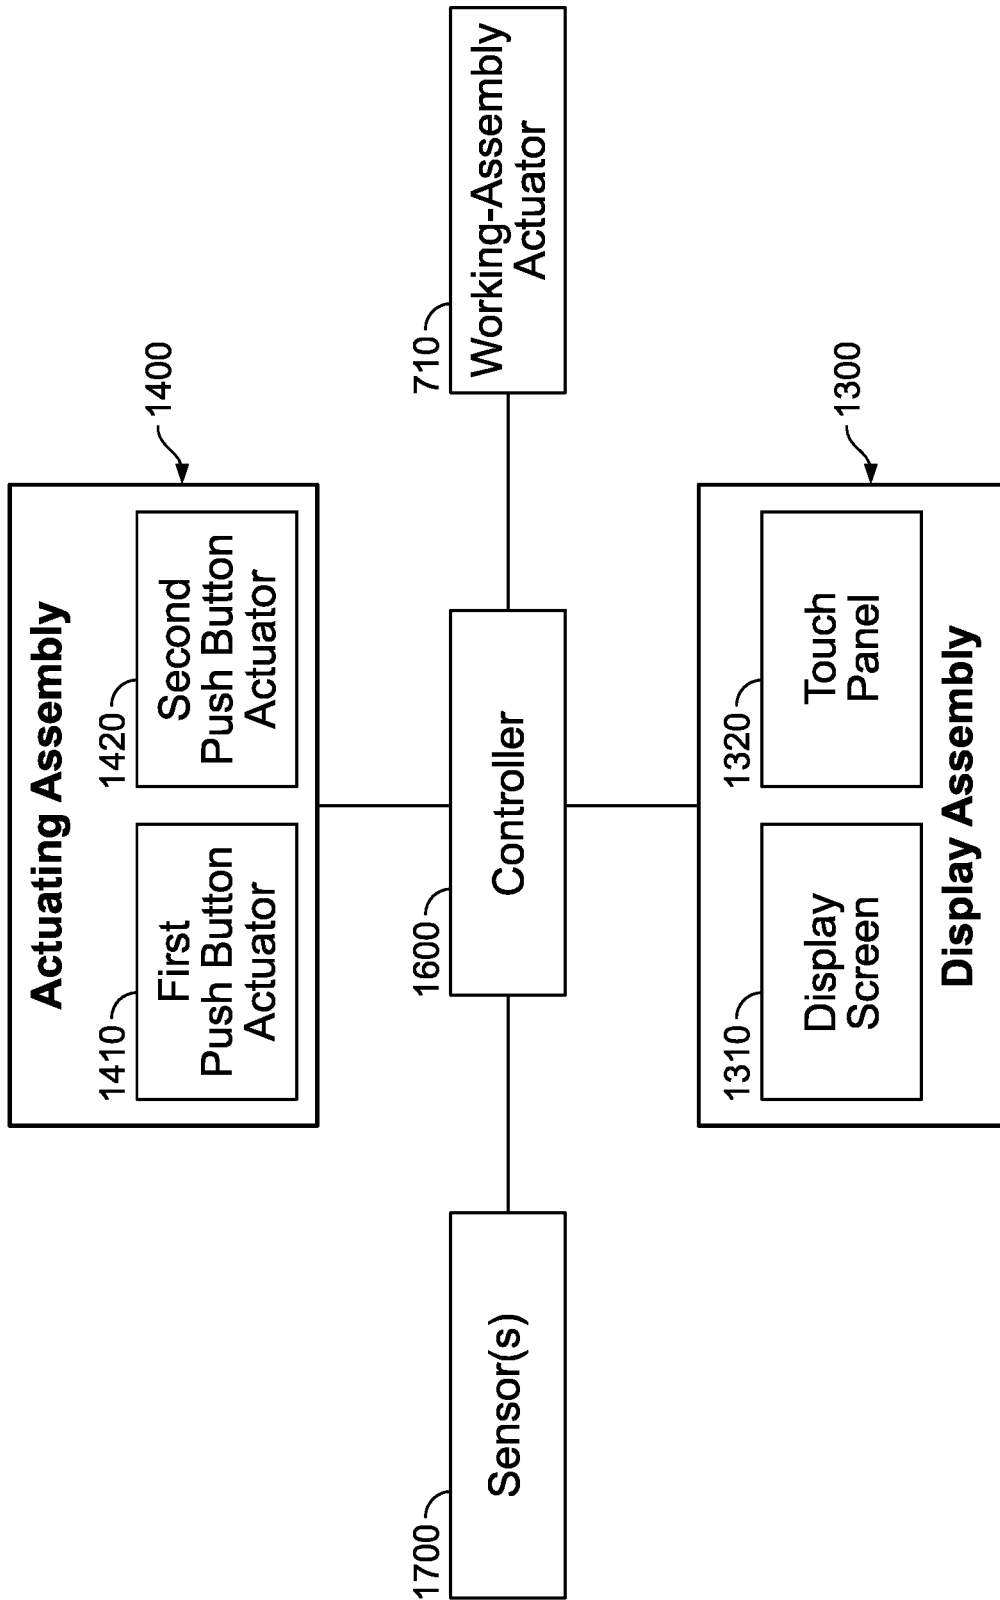 Actuating Assembly
1400
1410
First
Push Button
Actuator
1420
Second
Push Button
Actuator
1700
Sensor(s)
1600
Controller
710
Working-Assembly
Actuator
1300
1310
Display
Screen
1320
Touch
Panel
Display Assembly